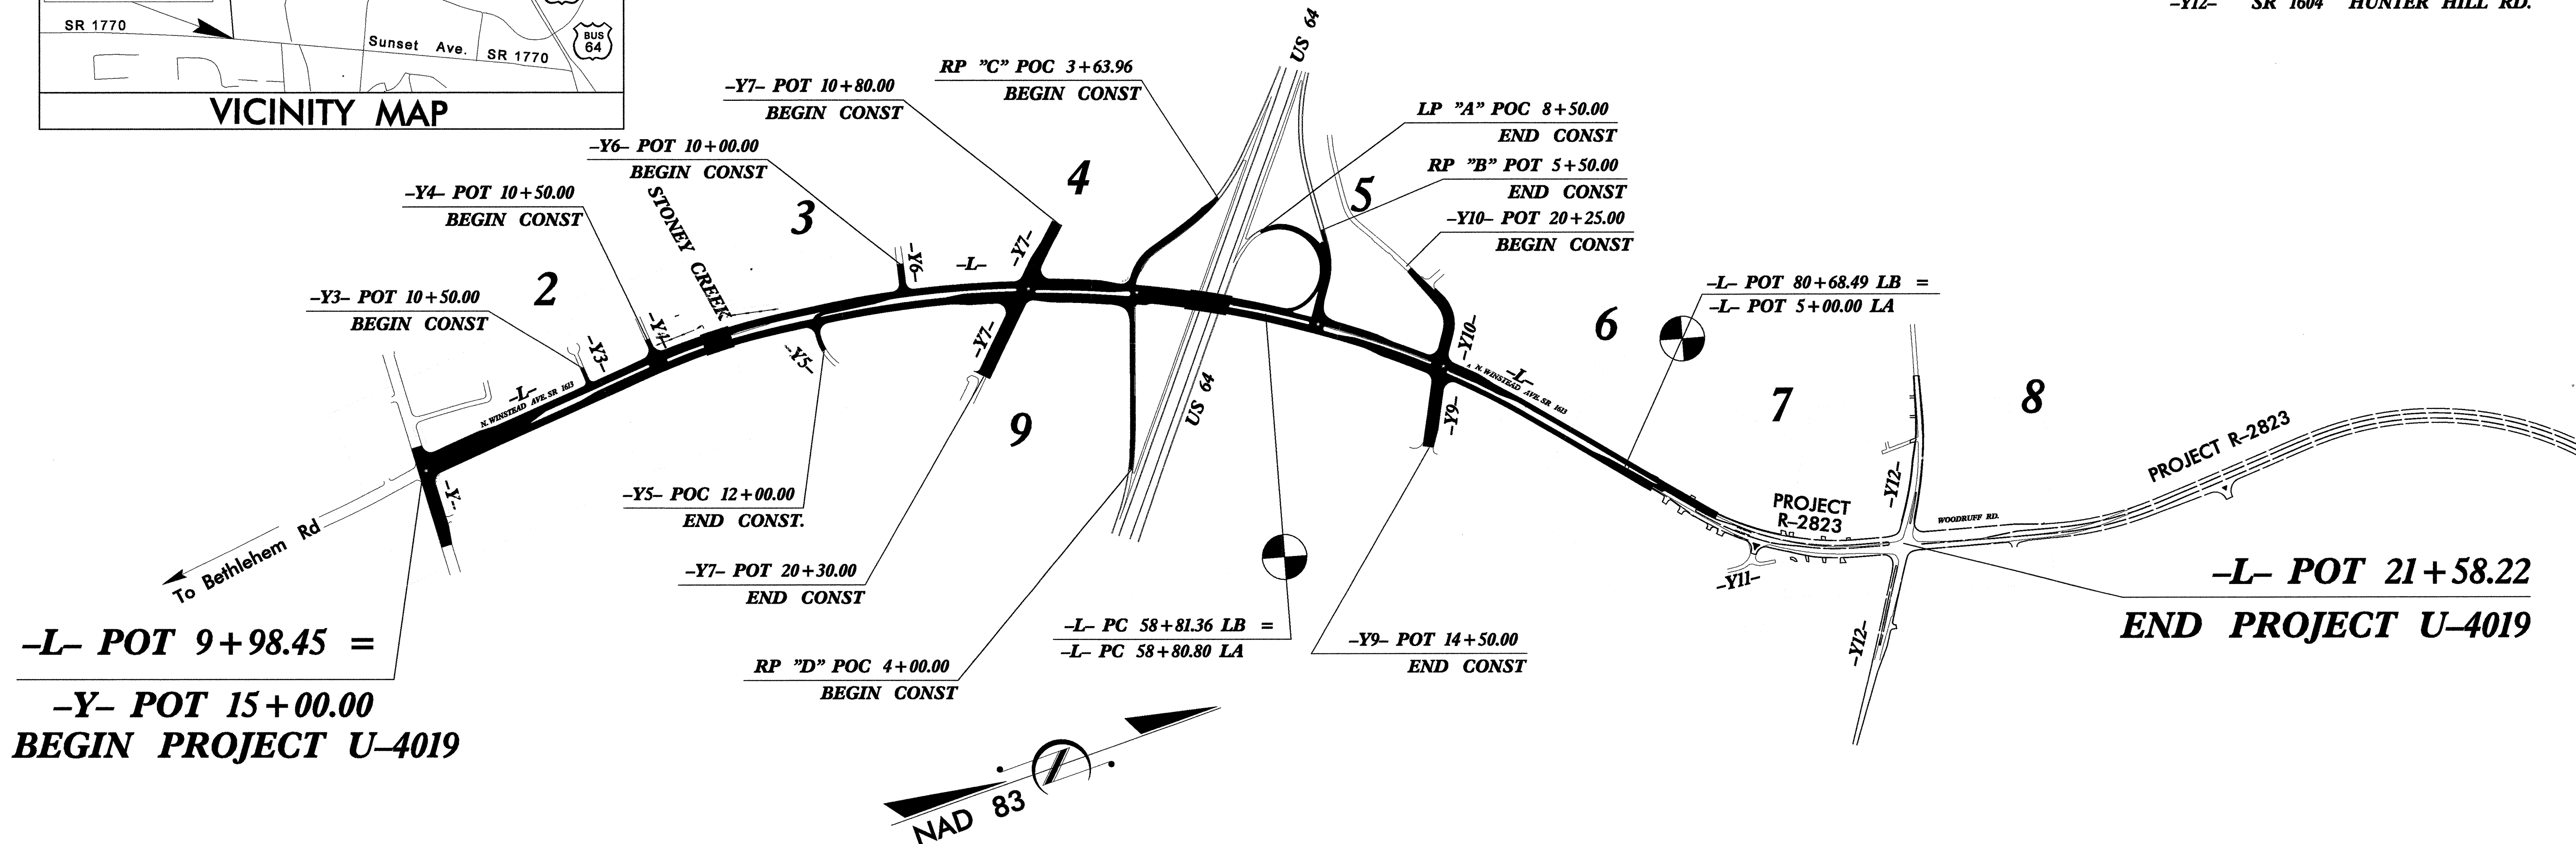 SR 1770
Sunset Ave.
SR 1770
BUS
64
VICINITY MAP
-Y12- SR 1604 HUNTER HILL RD.
US 64
RP "C" POC 3+63.96
BEGIN CONST
-Y7- POT 10+80.00
BEGIN CONST
LP "A" POC 8+50.00
END CONST
-Y6- POT 10+00.00
BEGIN CONST
RP "B" POT 5+50.00
END CONST
-Y4- POT 10+50.00
BEGIN CONST
-Y10- POT 20+25.00
BEGIN CONST
STONEY CREEK
2
3
4
5
6
7
8
9
-Y3- POT 10+50.00
BEGIN CONST
-L- POT 80+68.49 LB =
-L- POT 5+00.00 LA
-Y3-
-Y4-
-Y5-
-Y6-
-L-
-Y7-
-Y7-
-Y10-
-Y9-
-L-
N. WINSTEAD AVE. SR 1613
-L-
N. WINSTEAD AVE. SR 1613
US 64
-Y-
To Bethlehem Rd
-Y5- POC 12+00.00
END CONST.
-Y7- POT 20+30.00
END CONST
RP "D" POC 4+00.00
BEGIN CONST
-L- PC 58+81.36 LB =
-L- PC 58+80.80 LA
-Y9- POT 14+50.00
END CONST
PROJECT
R-2823
-Y11-
-Y12-
-Y12-
WOODRUFF RD.
PROJECT R-2823
-L- POT 21+58.22
END PROJECT U-4019
-L- POT 9+98.45 =
-Y- POT 15+00.00
BEGIN PROJECT U-4019
NAD 83